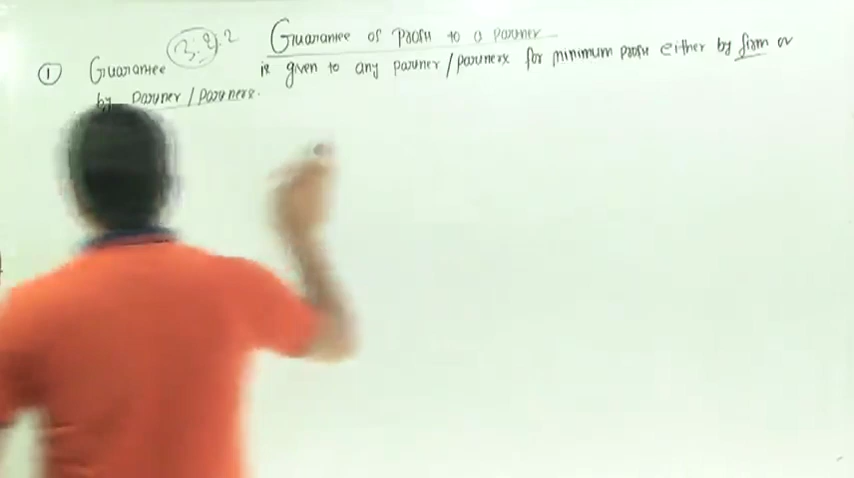 Guarantee of Profit to a Partner
3:2).2
① Guarantee is given to any partner / partners for minimum profit either by firm or
by partner / partners.